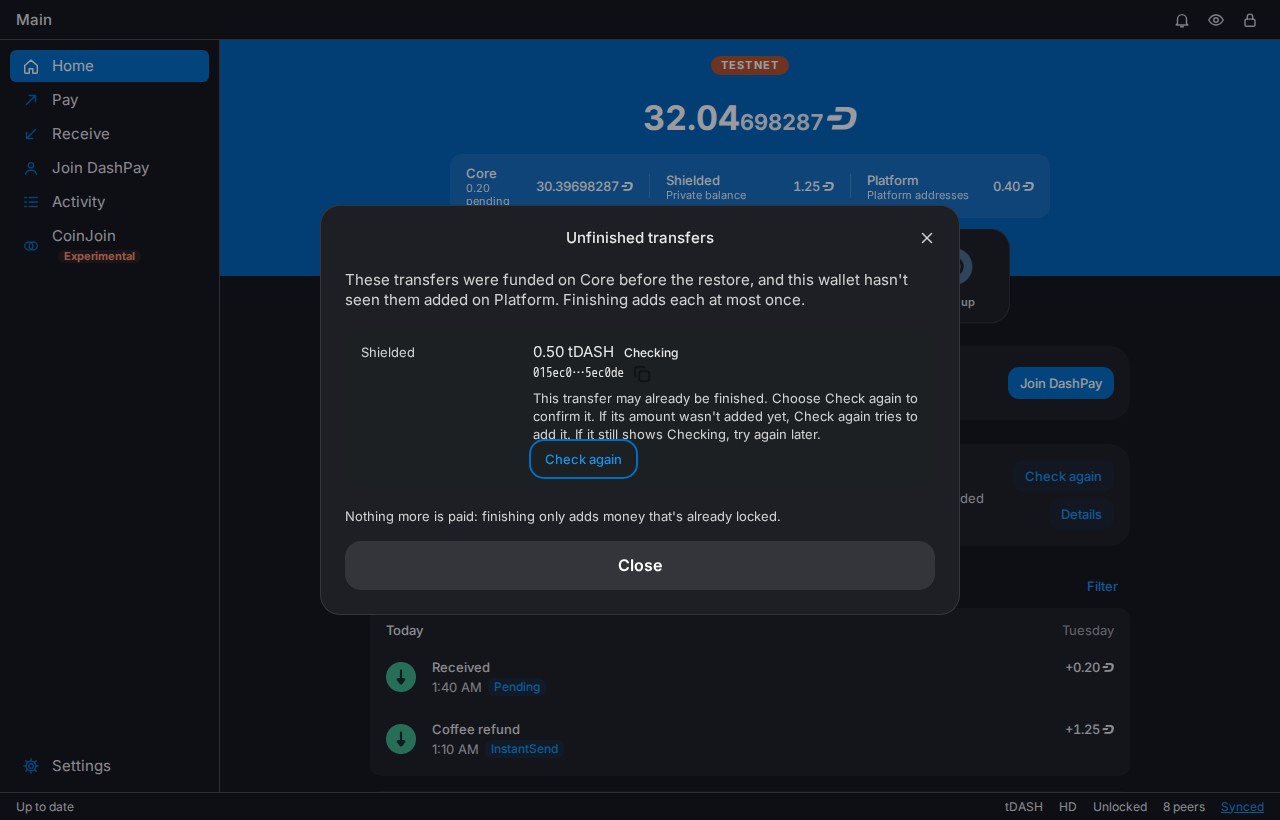 Main
Home
Pay
Receive
Join DashPay
Activity
CoinJoin
Experimental
Settings
TESTNET
32.04698287
Core
0.20
pending
30.39698287
Shielded
Private balance
1.25
Platform
Platform addresses
0.40
up
Join DashPay
Unfinished transfers
These transfers were funded on Core before the restore, and this wallet hasn't
seen them added on Platform. Finishing adds each at most once.
Shielded
0.50 tDASH Checking
015ec0···5ec0de
This transfer may already be finished. Choose Check again to
confirm it. If its amount wasn't added yet, Check again tries to
add it. If it still shows Checking, try again later.
Check again
Nothing more is paid: finishing only adds money that's already locked.
Close
Check again
ded
Details
Filter
Today
Tuesday
Received
+0.20
1:40 AM Pending
Coffee refund
+1.25
1:10 AM InstantSend
Up to date
tDASH
HD
Unlocked
8 peers
Synced